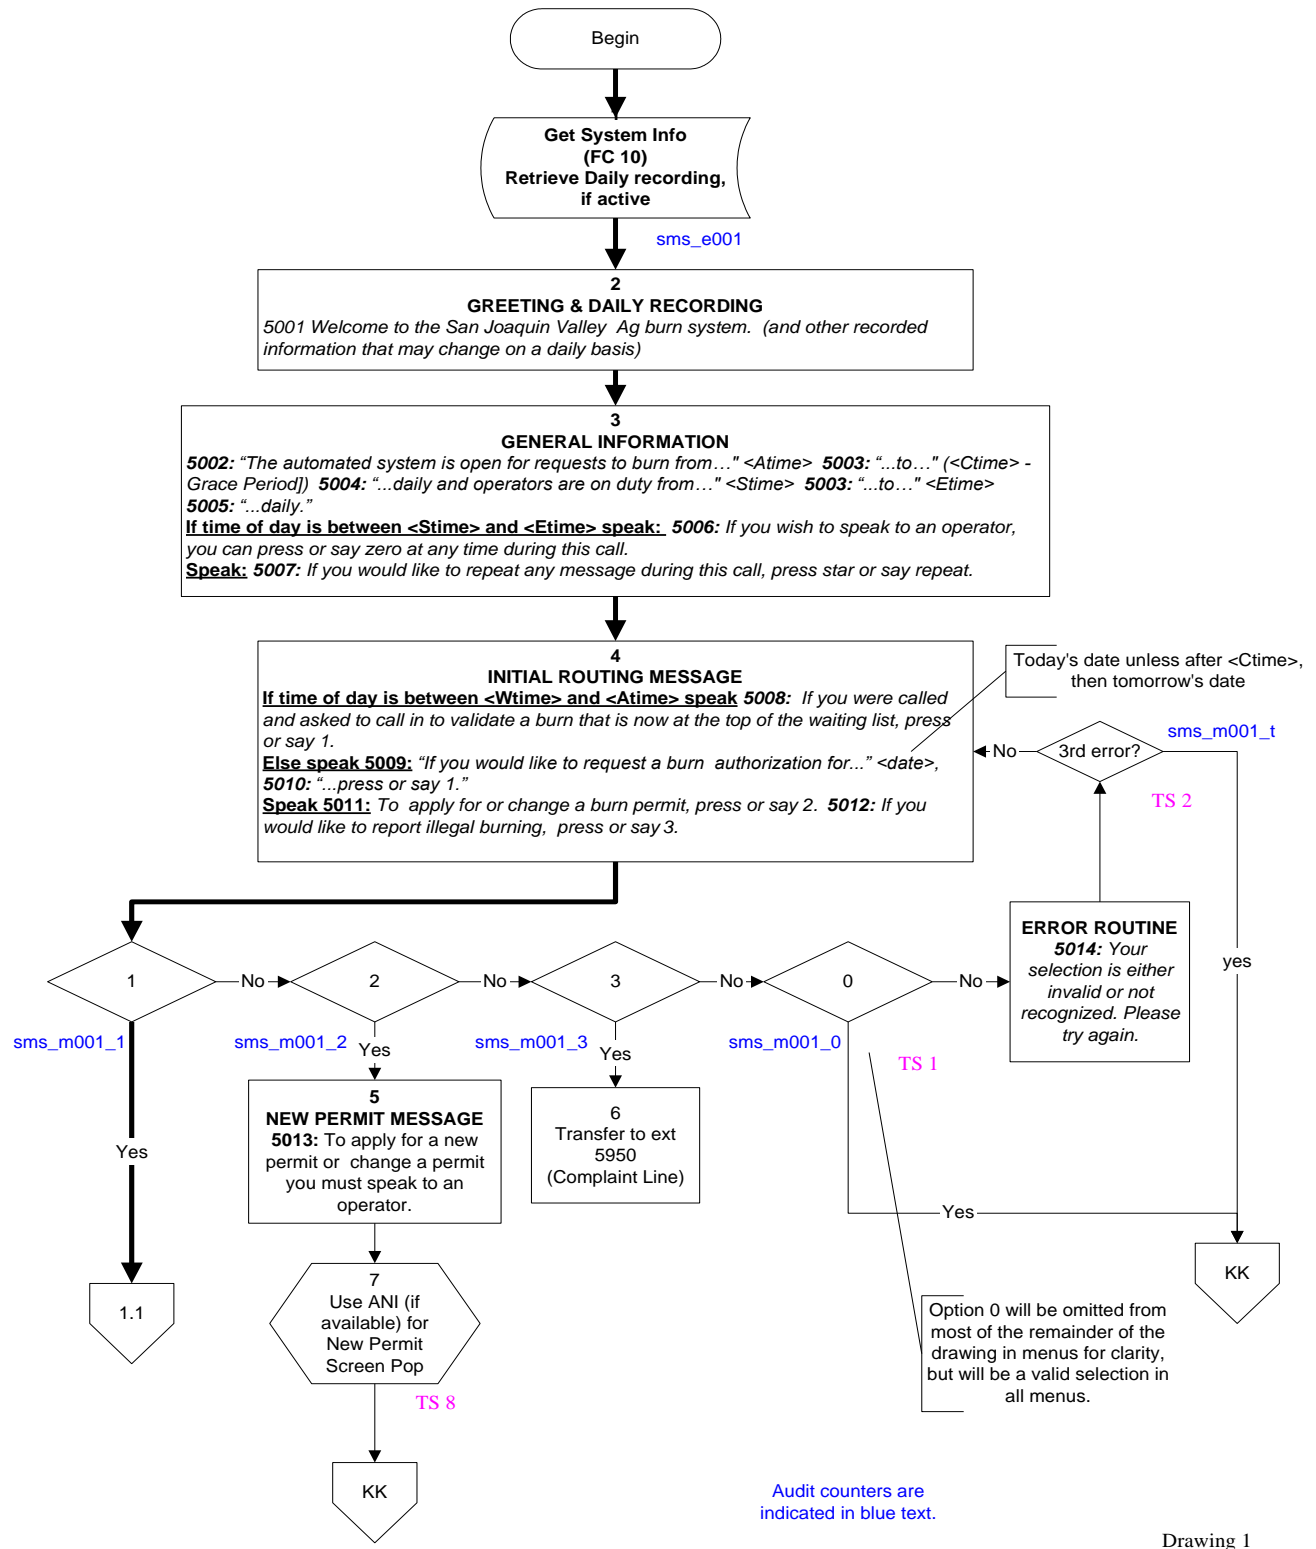 Begin
Get System Info
(FC 10)
Retrieve Daily recording,
if active
sms_e001
2
GREETING & DAILY RECORDING
5001 Welcome to the San Joaquin Valley Ag burn system. (and other recorded
information that may change on a daily basis)
3
GENERAL INFORMATION
5002: “The automated system is open for requests to burn from…" <Atime> 5003: “...to…" (<Ctime> -
Grace Period]) 5004: “...daily and operators are on duty from…" <Stime> 5003: “...to…" <Etime>
5005: “...daily.”
If time of day is between <Stime> and <Etime> speak: 5006: If you wish to speak to an operator,
you can press or say zero at any time during this call.
Speak: 5007: If you would like to repeat any message during this call, press star or say repeat.
4
INITIAL ROUTING MESSAGE
If time of day is between <Wtime> and <Atime> speak 5008: If you were called
and asked to call in to validate a burn that is now at the top of the waiting list, press
or say 1.
Else speak 5009: “If you would like to request a burn authorization for...” <date>,
5010: “...press or say 1.”
Speak 5011: To apply for or change a burn permit, press or say 2. 5012: If you
would like to report illegal burning, press or say 3.
Today's date unless after <Ctime>,
then tomorrow's date
sms_m001_t
3rd error?
No
TS 2
yes
ERROR ROUTINE
5014: Your
selection is either
invalid or not
recognized. Please
try again.
1
No
2
No
3
No
0
No
sms_m001_1
sms_m001_2
Yes
sms_m001_3
Yes
sms_m001_0
TS 1
Yes
5
NEW PERMIT MESSAGE
5013: To apply for a new
permit or change a permit
you must speak to an
operator.
6
Transfer to ext
5950
(Complaint Line)
Yes
KK
1.1
7
Use ANI (if
available) for
New Permit
Screen Pop
TS 8
Option 0 will be omitted from
most of the remainder of the
drawing in menus for clarity,
but will be a valid selection in
all menus.
KK
Audit counters are
indicated in blue text.
Drawing 1